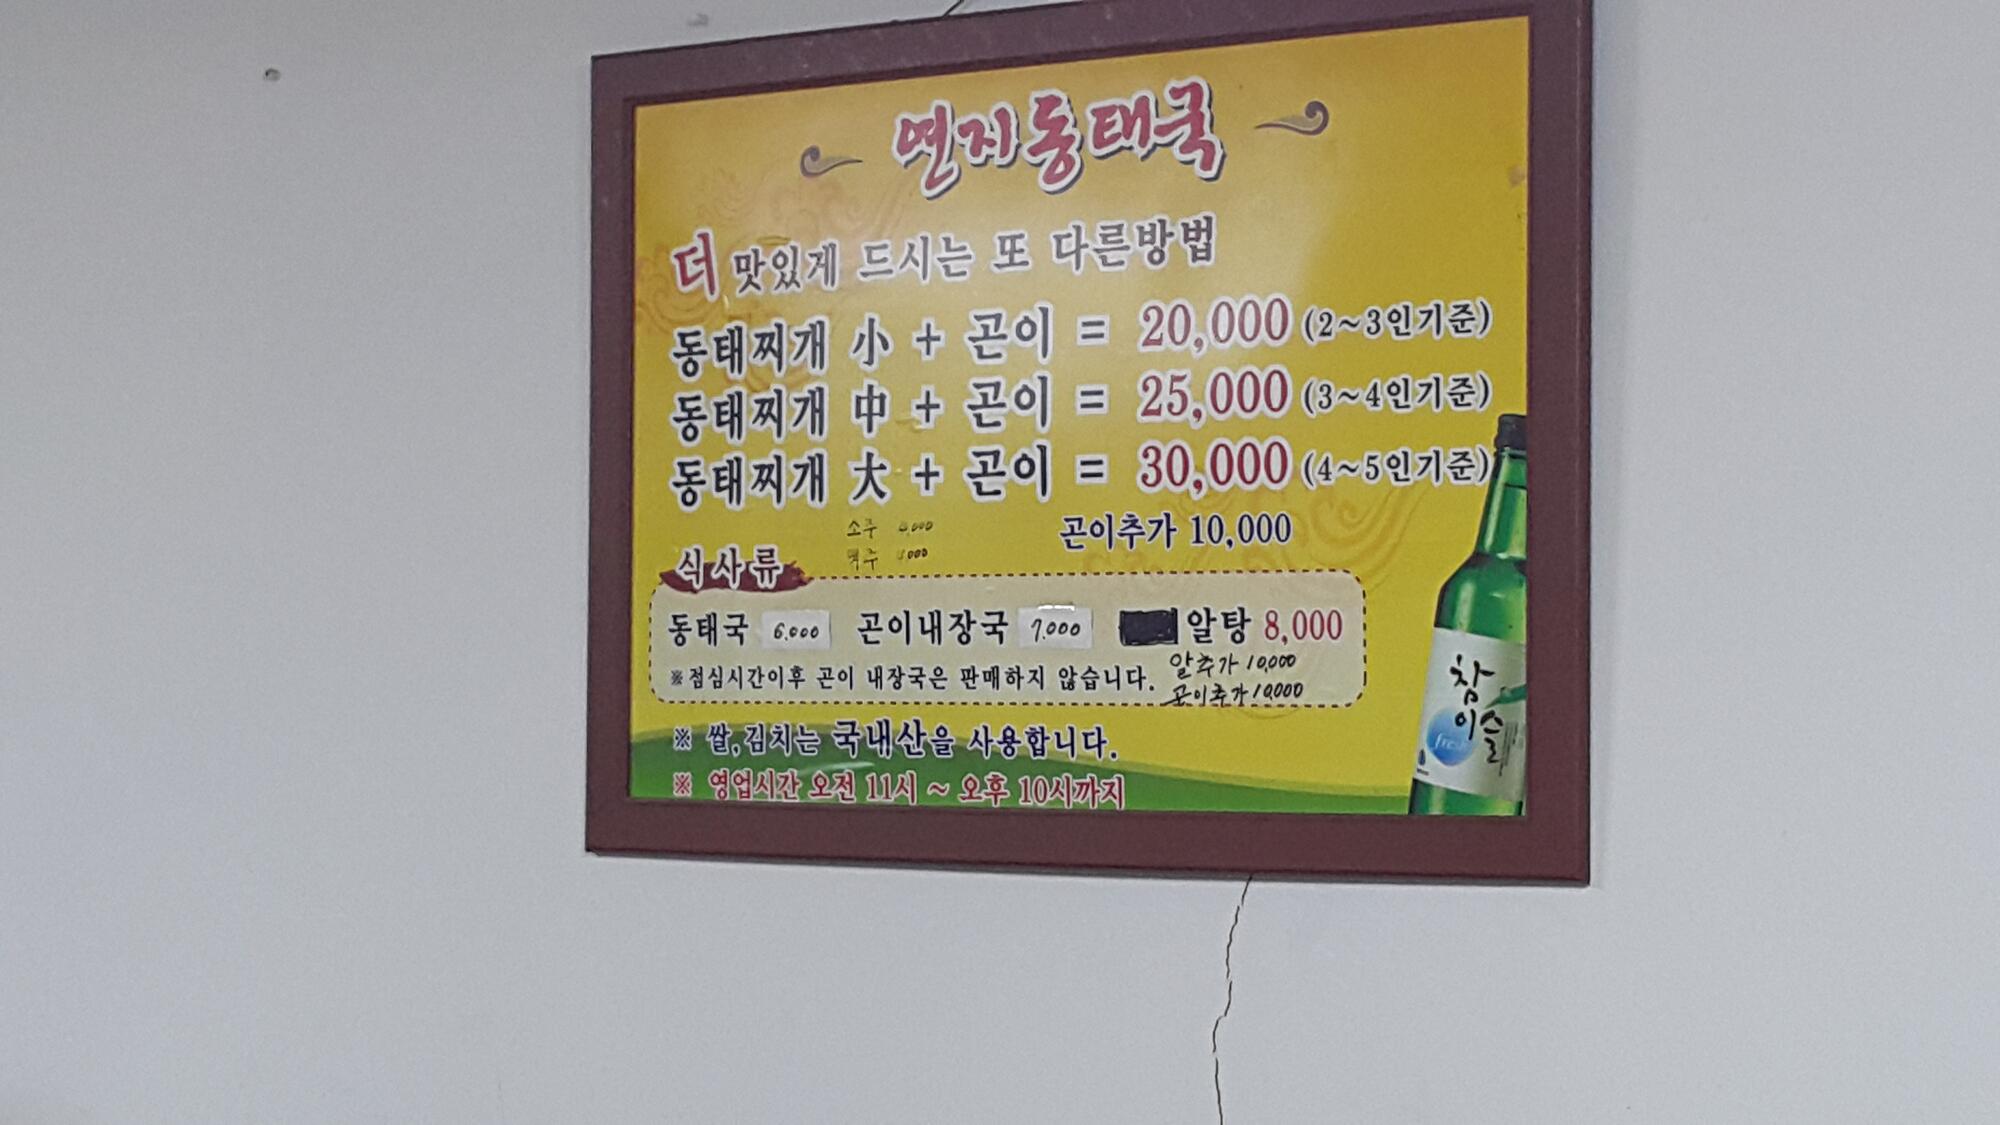 연지동태국
더 맛있게 드시는 또 다른방법
동태찌개 小 + 곤이 = 20,000 (2~3인기준)
동태찌개 中 + 곤이 = 25,000 (3~4인기준)
동태찌개 大 + 곤이 = 30,000 (4~5인기준)
곤이추가 10,000
소주
맥주
식사류
동태국 6,000 곤이내장국 7,000 알탕 8,000
알추가 10,000
※점심시간이후 곤이 내장국은 판매하지 않습니다.
곤이추가 10,000
※ 쌀,김치는 국내산을 사용합니다.
※ 영업시간 오전 11시 ~ 오후 10시까지
참
이슬
fresh